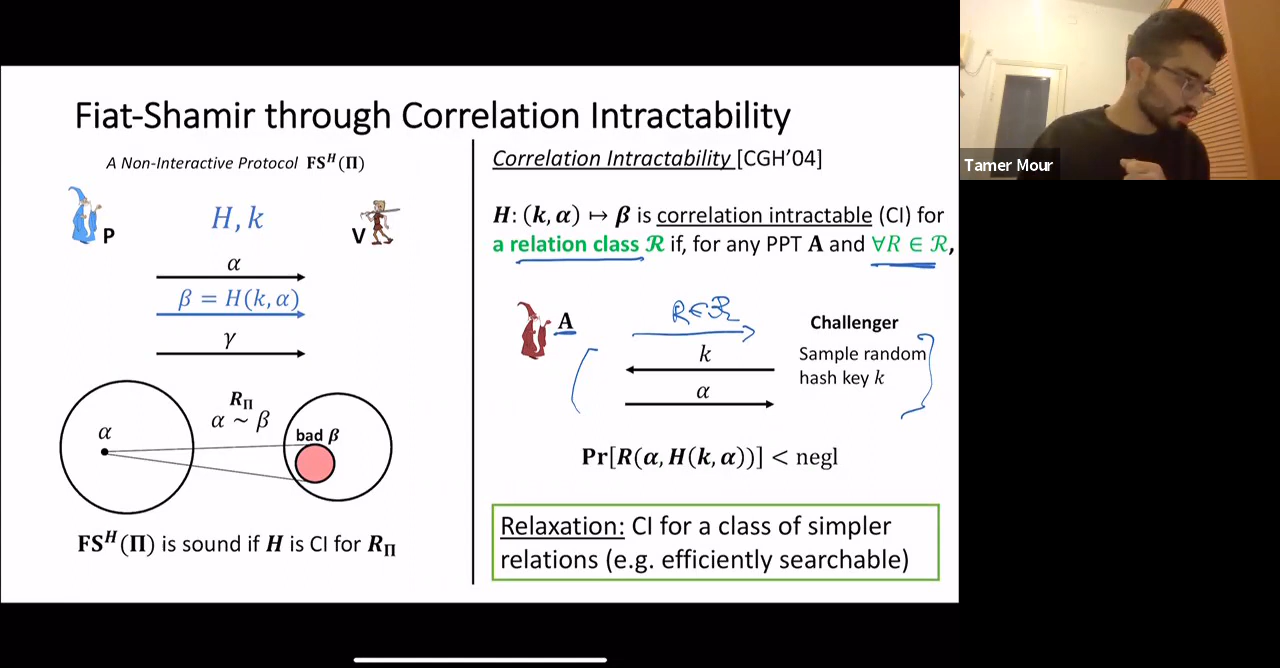 Fiat-Shamir through Correlation Intractability
A Non-Interactive Protocol FS^H(Π)
P
H, k
V
α
β = H(k, α)
γ
R_Π
α ~ β
α
bad β
FS^H(Π) is sound if H is CI for R_Π
Correlation Intractability [CGH'04]
H: (k, α) ↦ β is correlation intractable (CI) for
a relation class ℛ if, for any PPT A and ∀R ∈ ℛ,
A
R∈ℛ
k
α
Challenger
Sample random
hash key k
Pr[R(α, H(k, α))] < negl
Relaxation: CI for a class of simpler
relations (e.g. efficiently searchable)
Tamer Mour